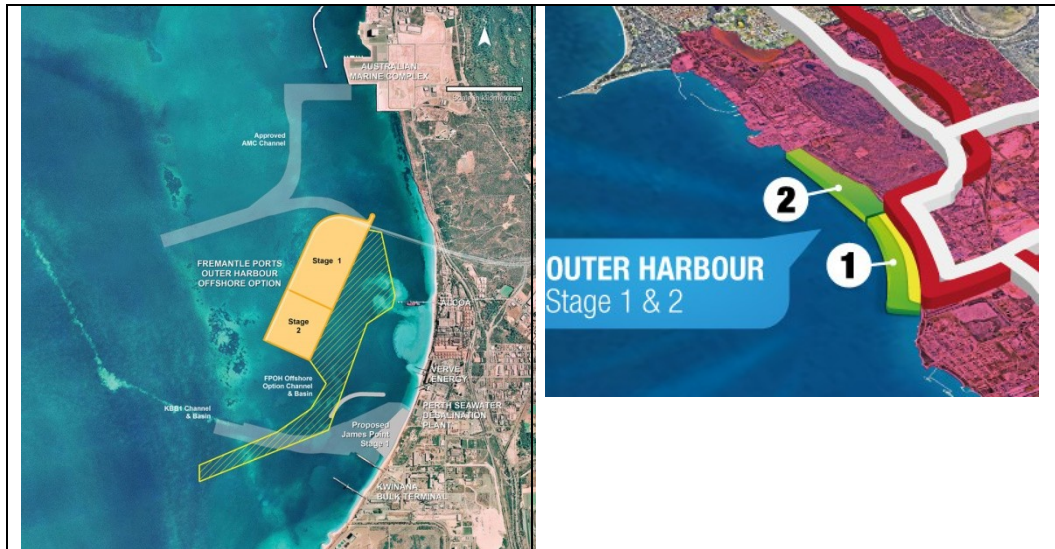 AUSTRALIAN
MARINE COMPLEX
Approved
AMC Channel
FREMANTLE PORTS
OUTER HARBOUR
OFFSHORE OPTION
Stage 1
Stage
2
ALCOA
FPOH Offshore
Option Channel
& Basin
VERVE
ENERGY
KBB1 Channel
& Basin
PERTH SEAWATER
DESALINATION
PLANT
Proposed
James Point
Stage 1
KWINANA
BULK TERMINAL
2
1
OUTER HARBOUR
Stage 1 & 2